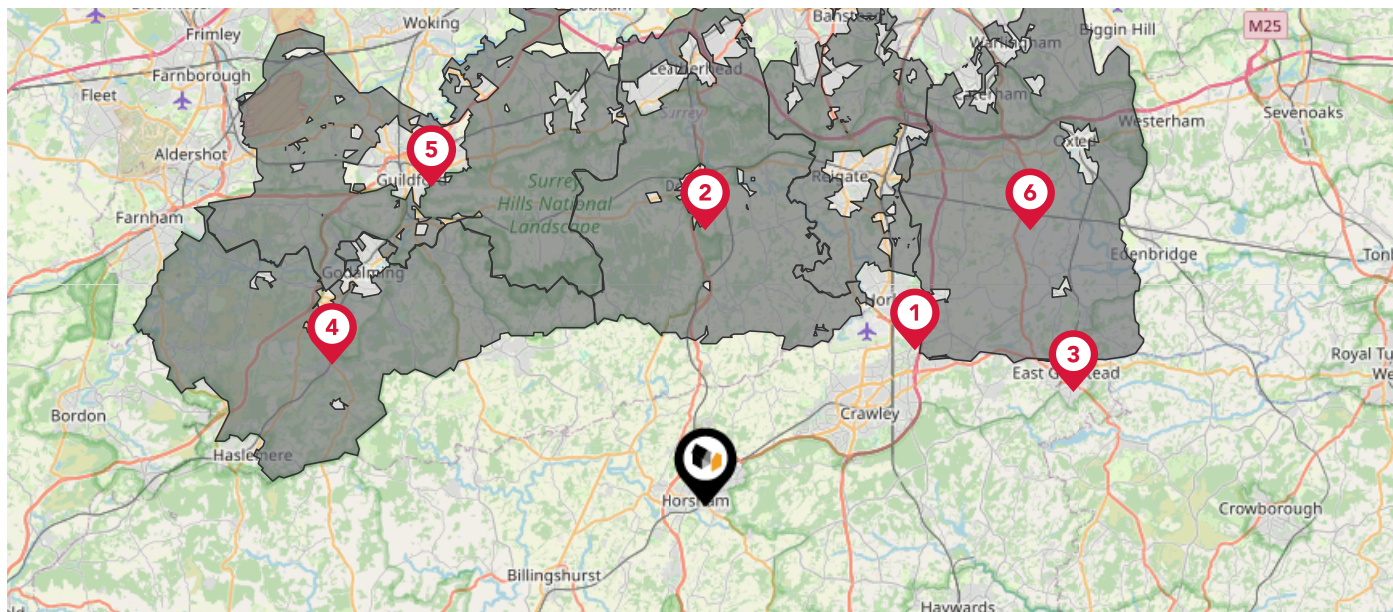 Woking
Frimley
Biggin Hill
M25
Warlingham
Leatherhead
Farnborough
Fleet
Caterham
Surrey
Sevenoaks
Westerham
Oxted
Aldershot
5
Guildford
Reigate
2
6
Surrey
Hills National
Landscape
Farnham
Edenbridge
Godalming
1
4
3
East Grinstead
Royal Tu
We
Bordon
Crawley
Haslemere
Horsham
Crowborough
Billingshurst
Haywards